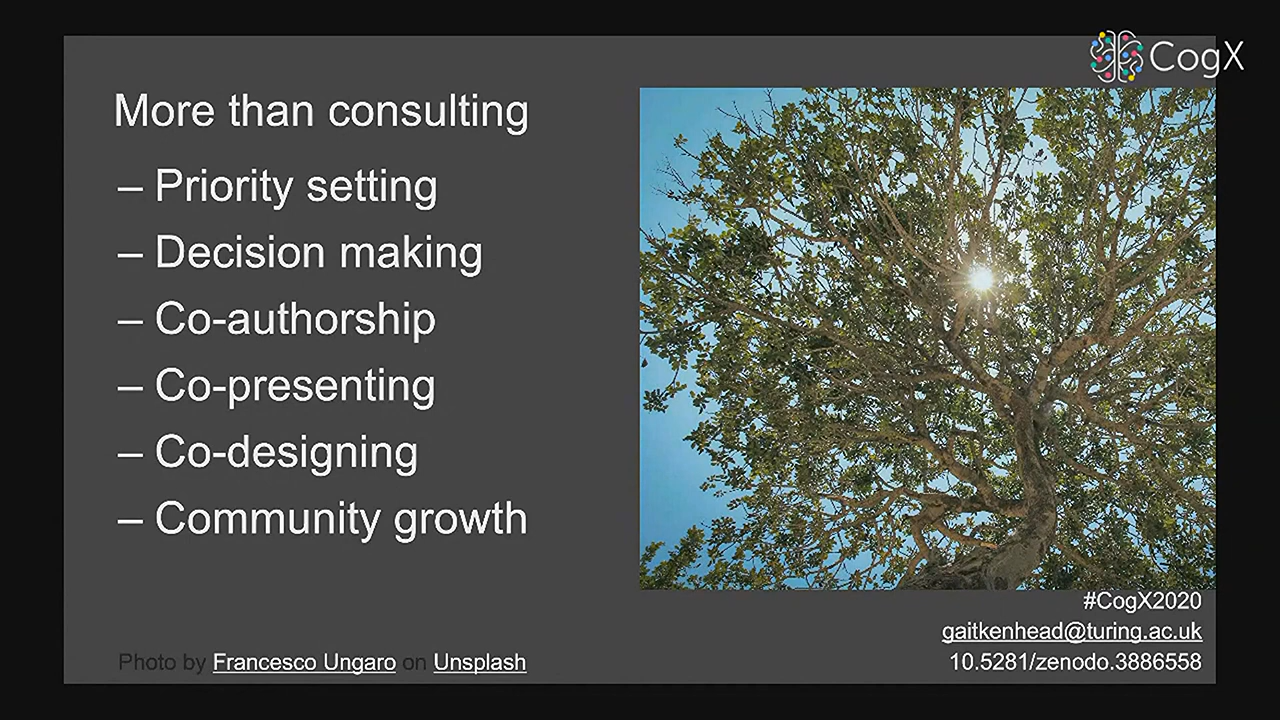 CogX
More than consulting
– Priority setting
– Decision making
– Co-authorship
– Co-presenting
– Co-designing
– Community growth
#CogX2020
gaitkenhead@turing.ac.uk
10.5281/zenodo.3886558
Photo by Francesco Ungaro on Unsplash